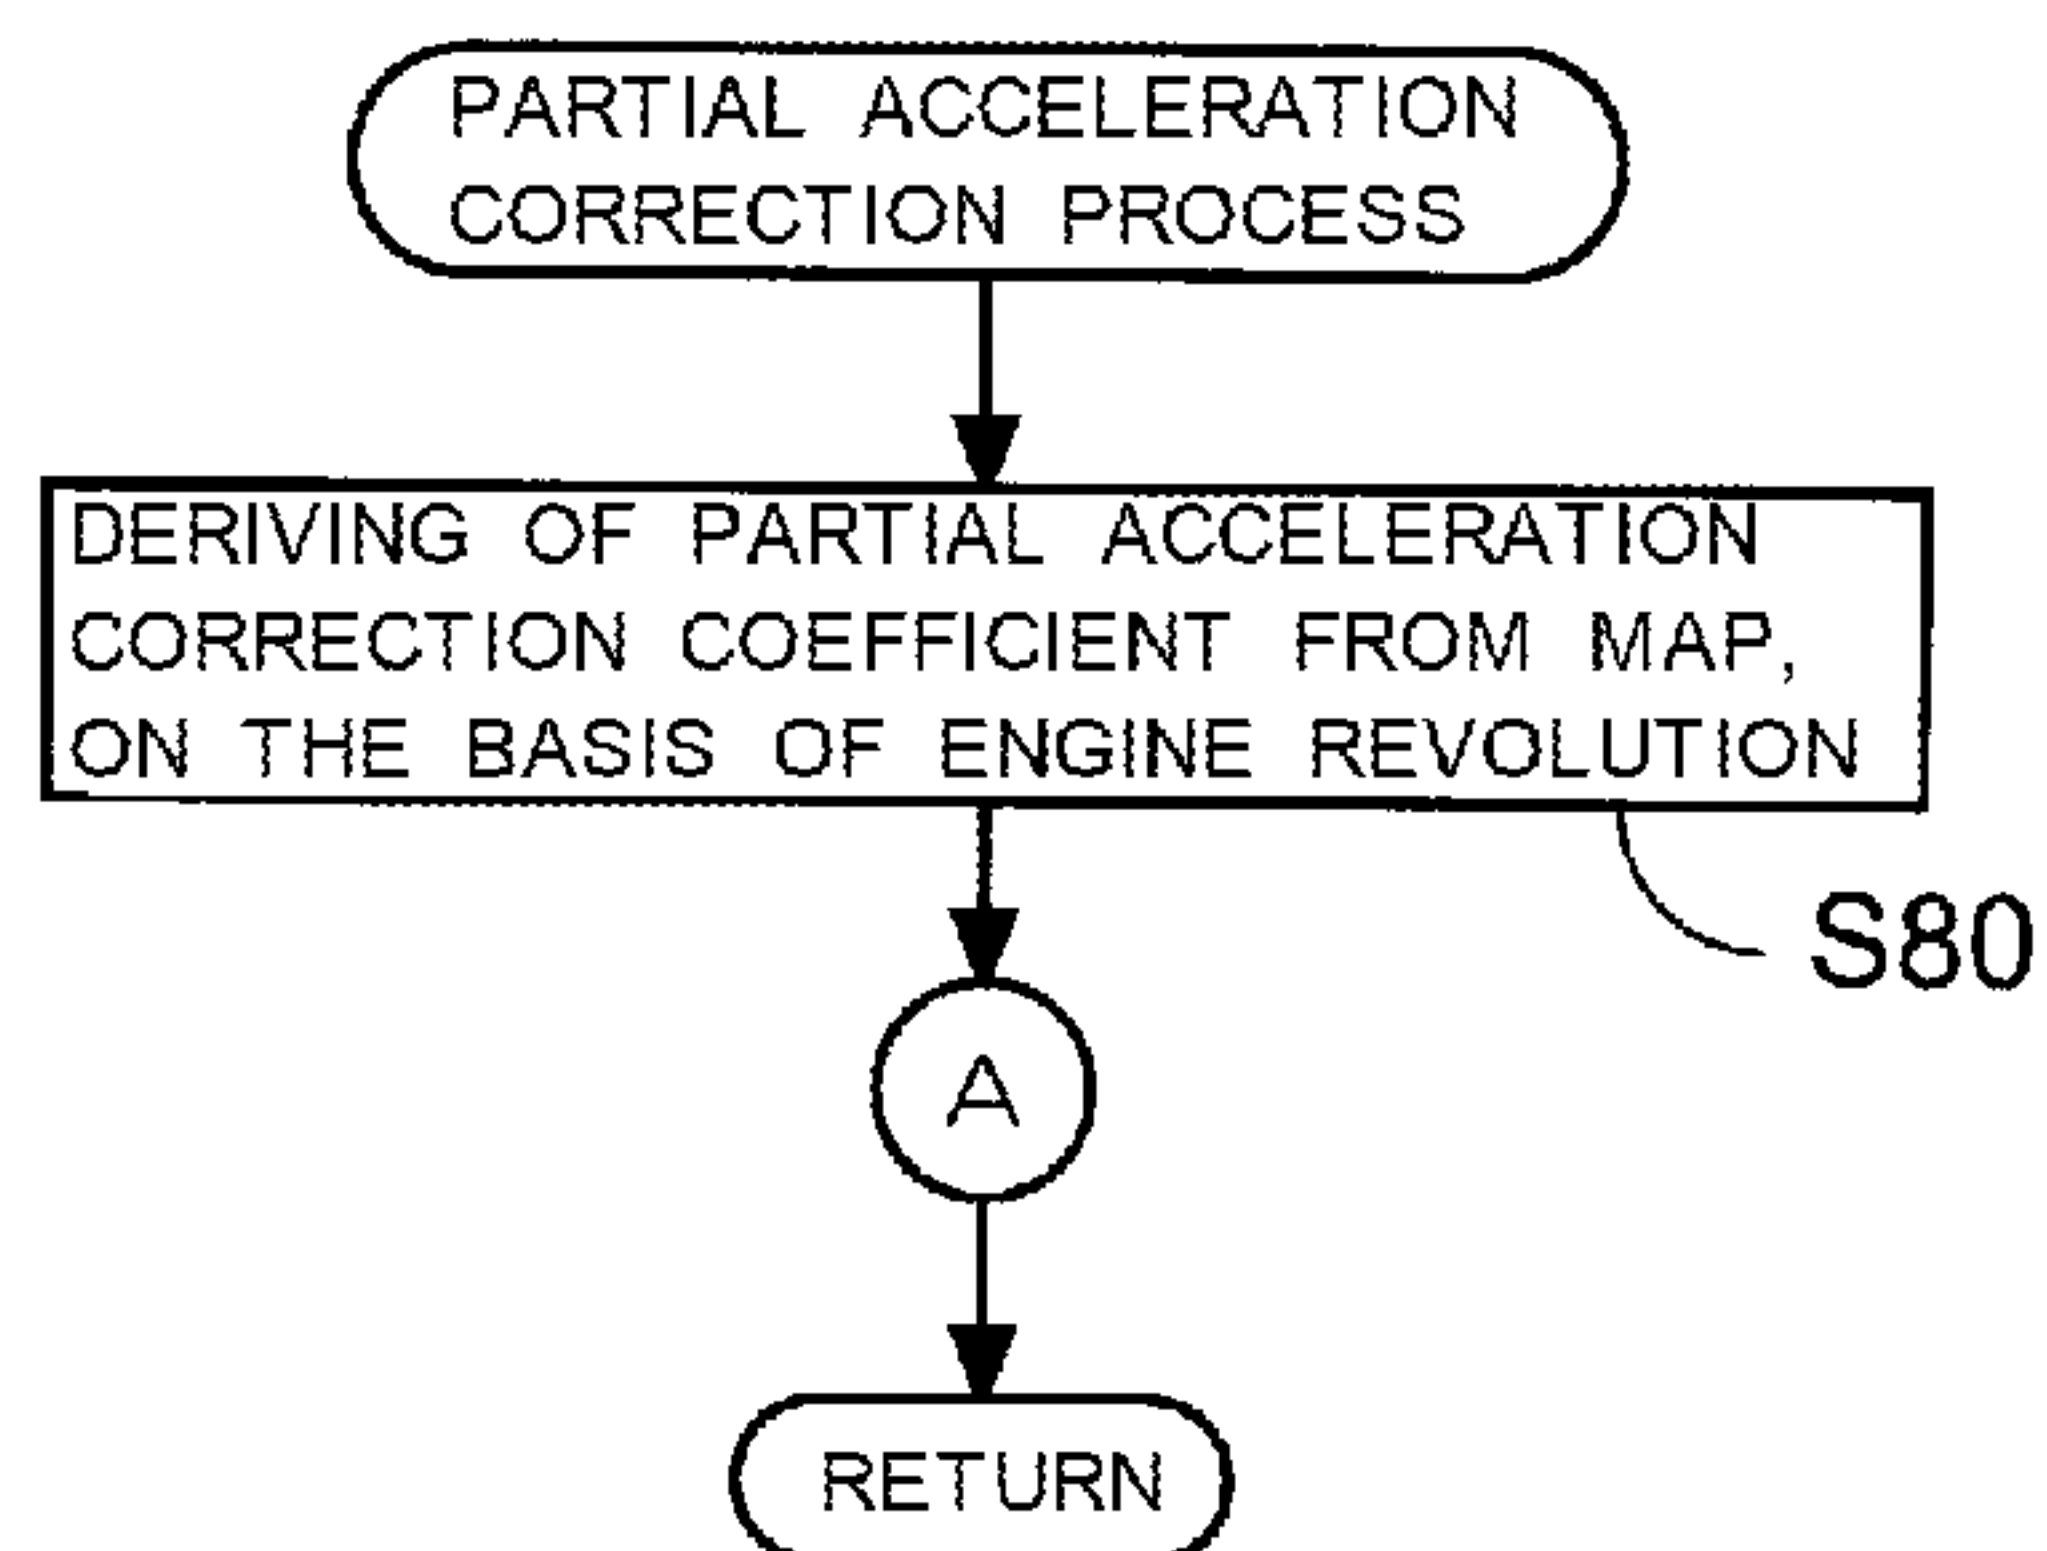 PARTIAL ACCELERATION
CORRECTION PROCESS
DERIVING OF PARTIAL ACCELERATION
CORRECTION COEFFICIENT FROM MAP,
ON THE BASIS OF ENGINE REVOLUTION
S80
A
RETURN